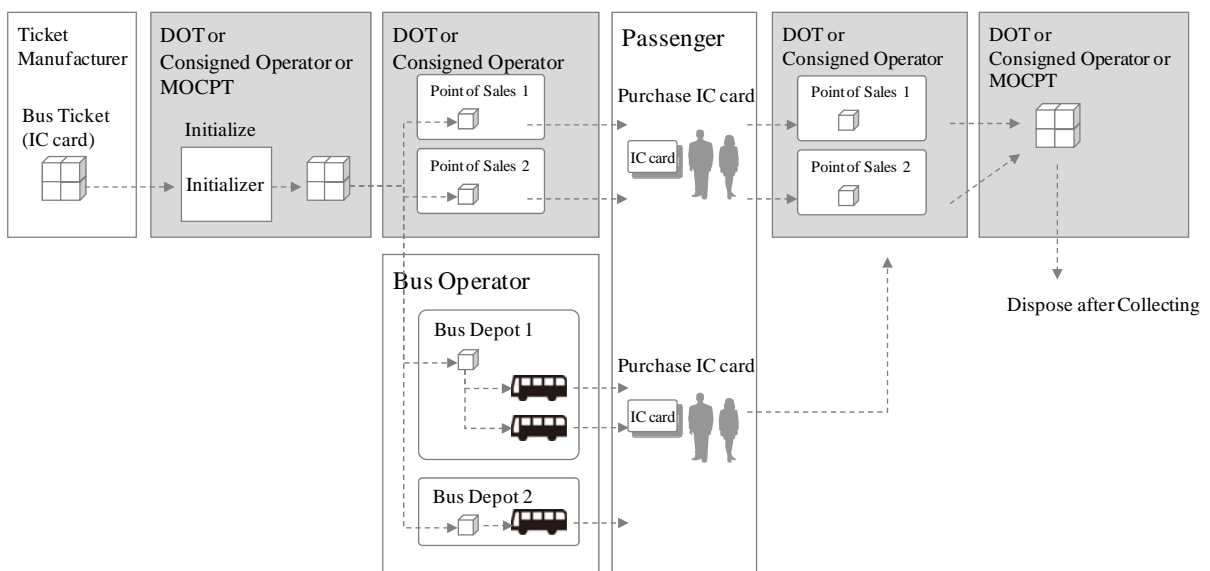 Ticket
Manufacturer
Bus Ticket
(IC card)
DOT or
Consigned Operator or
MOCPT
Initialize
Initializer
DOT or
Consigned Operator
Point of Sales 1
Point of Sales 2
Bus Operator
Bus Depot 1
Bus Depot 2
Passenger
Purchase IC card
IC card
Purchase IC card
IC card
DOT or
Consigned Operator
Point of Sales 1
Point of Sales 2
DOT or
Consigned Operator or
MOCPT
Dispose after Collecting